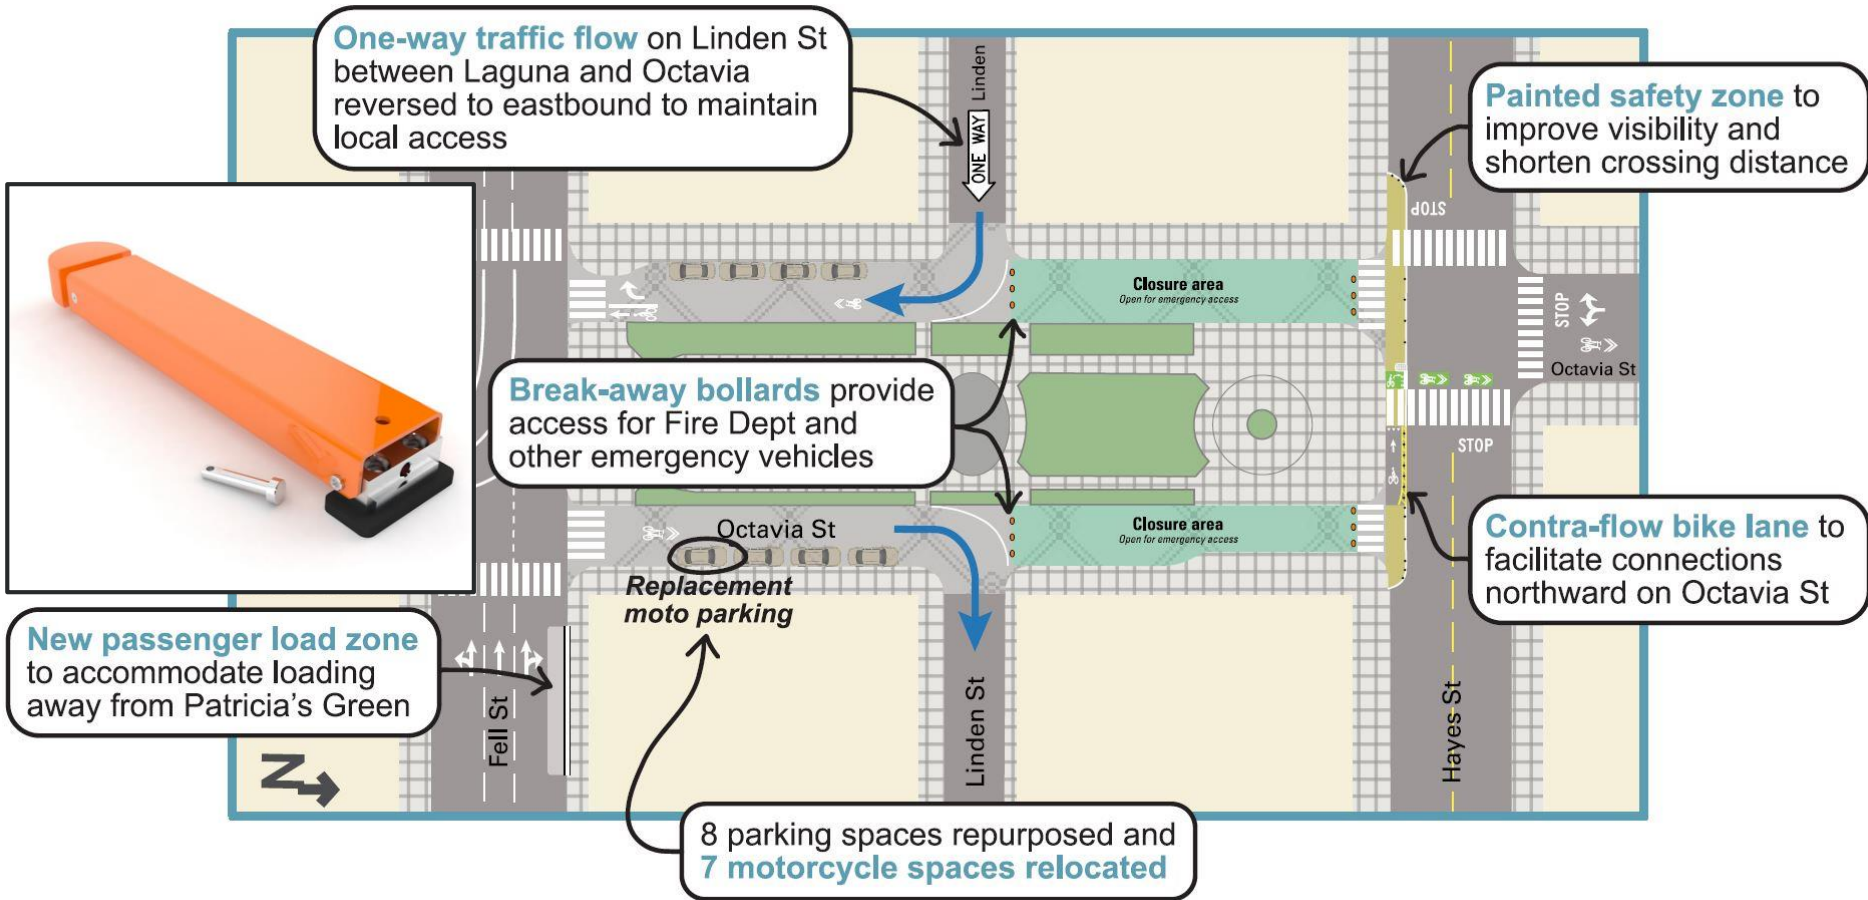 One-way traffic flow on Linden St
between Laguna and Octavia
reversed to eastbound to maintain
local access
Linden
ONE WAY
Painted safety zone to
improve visibility and
shorten crossing distance
STOP
Closure area
Open for emergency access
STOP
Octavia St
Break-away bollards provide
access for Fire Dept and
other emergency vehicles
STOP
Octavia St
Closure area
Open for emergency access
Contra-flow bike lane to
facilitate connections
northward on Octavia St
Replacement
moto parking
New passenger load zone
to accommodate loading
away from Patricia's Green
Fell St
Linden St
Hayes St
N
8 parking spaces repurposed and
7 motorcycle spaces relocated